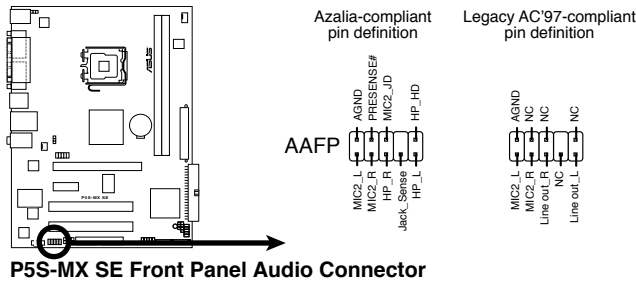 Azalia-compliant
pin definition
Legacy AC'97-compliant
pin definition
AGND
PRESENSE#
MIC2_JD
HP_HD
AGND
NC
NC
NC
AAFP
MIC2_L
MIC2_R
HP_R
Jack_Sense
HP_L
MIC2_L
MIC2_R
Line out_R
NC
Line out_L
/SUS
P5S-MX SE
P5S-MX SE Front Panel Audio Connector